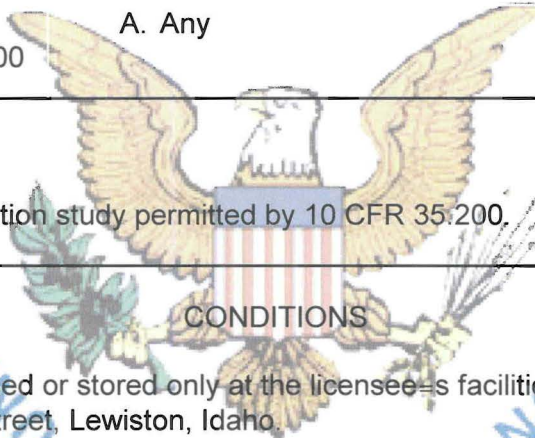 A. Any
00
tion study permitted by 10 CFR 35.200.
CONDITIONS
ed or stored only at the licensee=s faciliti
treet, Lewiston, Idaho.